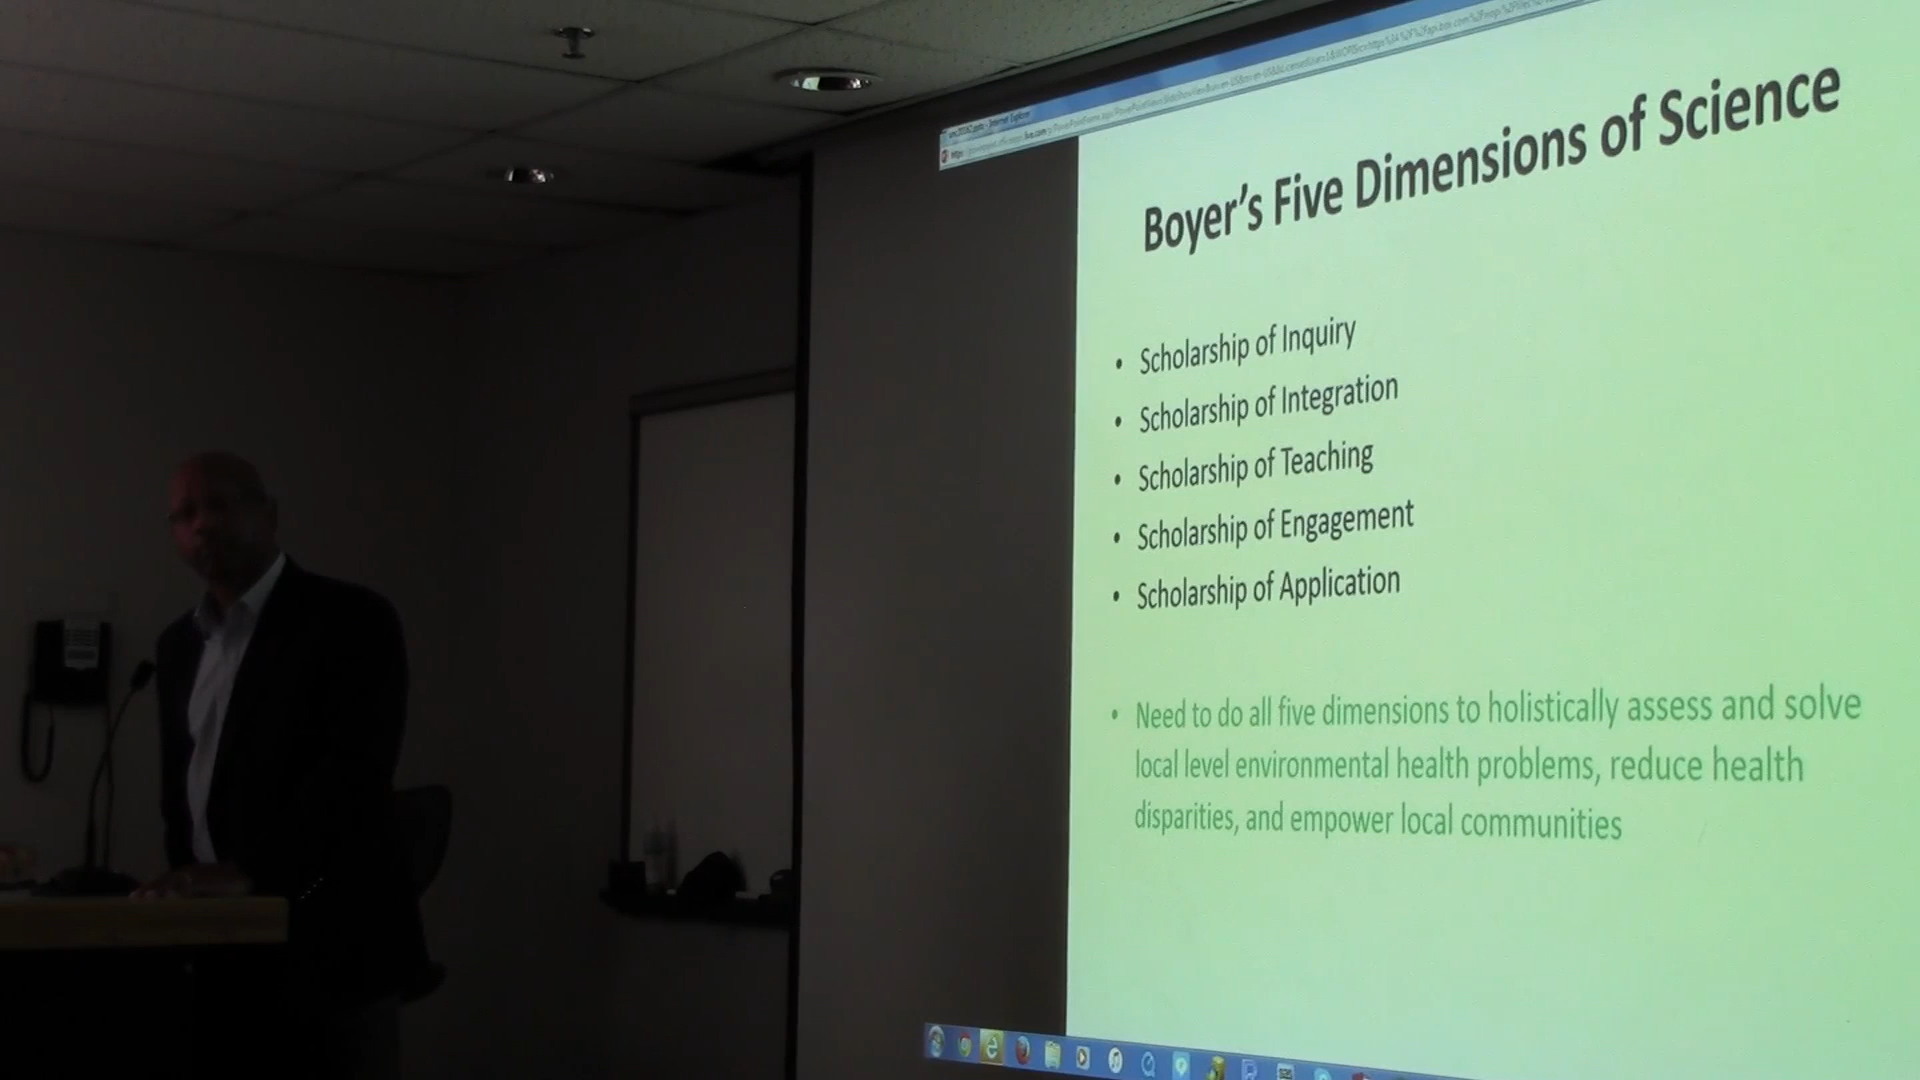 Internet Explorer
Boyer's Five Dimensions of Science
• Scholarship of Inquiry
• Scholarship of Integration
• Scholarship of Teaching
• Scholarship of Engagement
• Scholarship of Application
• Need to do all five dimensions to holistically assess and solve
local level environmental health problems, reduce health
disparities, and empower local communities